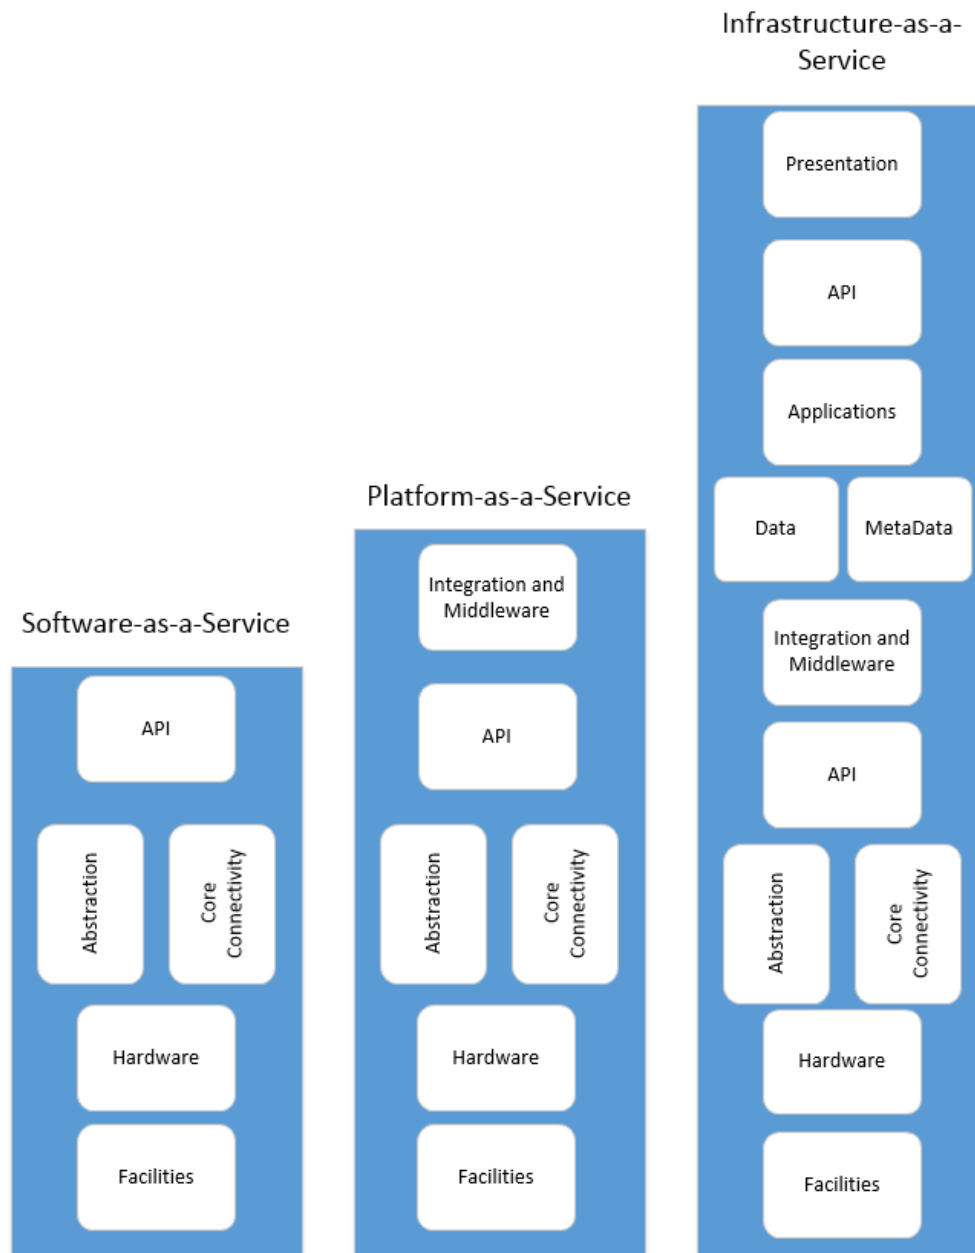 Infrastructure-as-a-
Service
Presentation
API
Applications
Data
MetaData
Integration and
Middleware
API
Abstraction
Core
Connectivity
Hardware
Facilities
Platform-as-a-Service
Integration and
Middleware
API
Abstraction
Core
Connectivity
Hardware
Facilities
Software-as-a-Service
API
Abstraction
Core
Connectivity
Hardware
Facilities